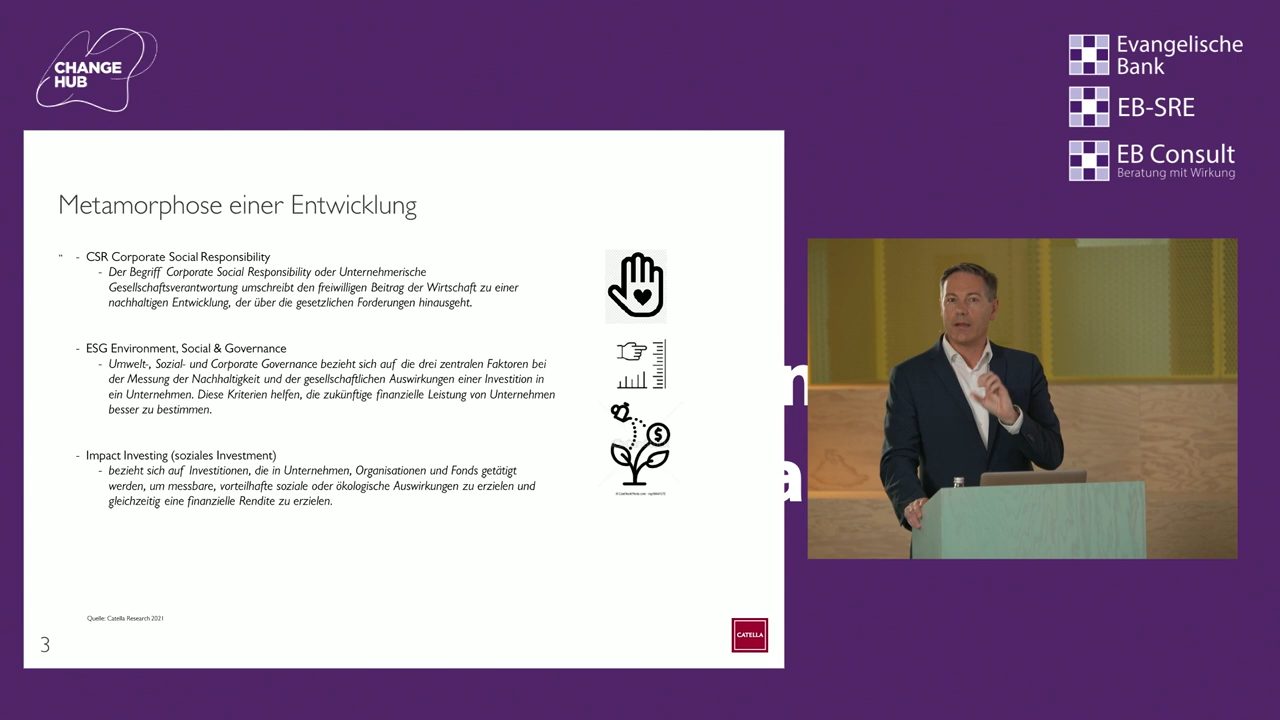 CHANGE
HUB
Evangelische
Bank
EB-SRE
EB Consult
Beratung mit Wirkung
Metamorphose einer Entwicklung
" - CSR Corporate Social Responsibility
- Der Begriff Corporate Social Responsibility oder Unternehmerische
Gesellschaftsverantwortung umschreibt den freiwilligen Beitrag der Wirtschaft zu einer
nachhaltigen Entwicklung, der über die gesetzlichen Forderungen hinausgeht.
- ESG Environment, Social & Governance
- Umwelt-, Sozial- und Corporate Governance bezieht sich auf die drei zentralen Faktoren bei
der Messung der Nachhaltigkeit und der gesellschaftlichen Auswirkungen einer Investition in
ein Unternehmen. Diese Kriterien helfen, die zukünftige finanzielle Leistung von Unternehmen
besser zu bestimmen.
- Impact Investing (soziales Investment)
- bezieht sich auf Investitionen, die in Unternehmen, Organisationen und Fonds getätigt
werden, um messbare, vorteilhafte soziale oder ökologische Auswirkungen zu erzielen und
gleichzeitig eine finanzielle Rendite zu erzielen.
$
n
a
Quelle: Catella Research 2021
3
CATELLA